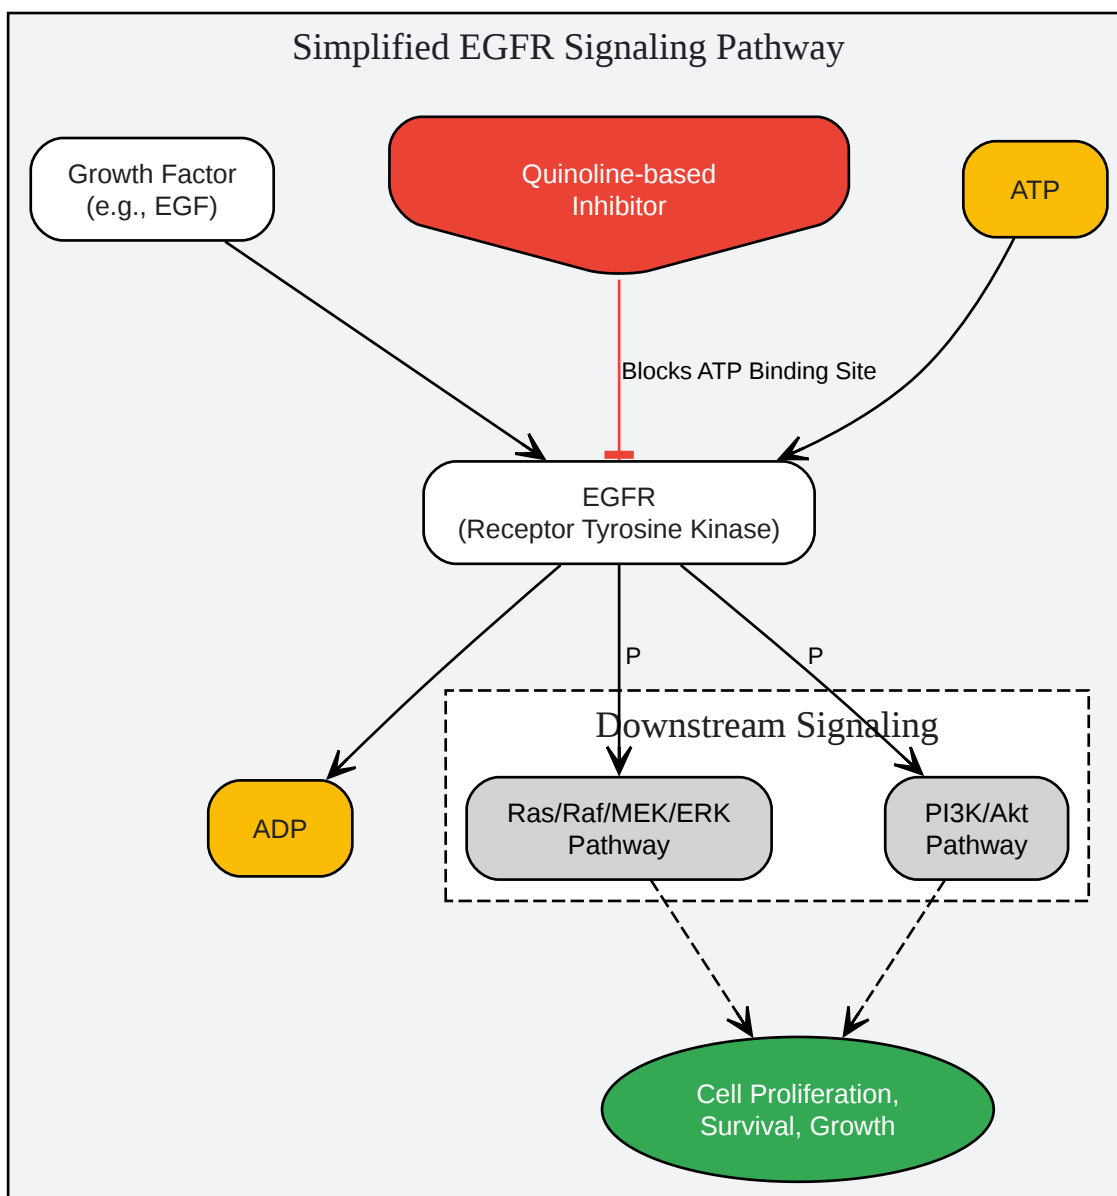 Simplified EGFR Signaling Pathway
Growth Factor
(e.g., EGF)
Quinoline-based
Inhibitor
ATP
Blocks ATP Binding Site
EGFR
(Receptor Tyrosine Kinase)
P
P
Downstream Signaling
ADP
Ras/Raf/MEK/ERK
Pathway
PI3K/Akt
Pathway
Cell Proliferation,
Survival, Growth